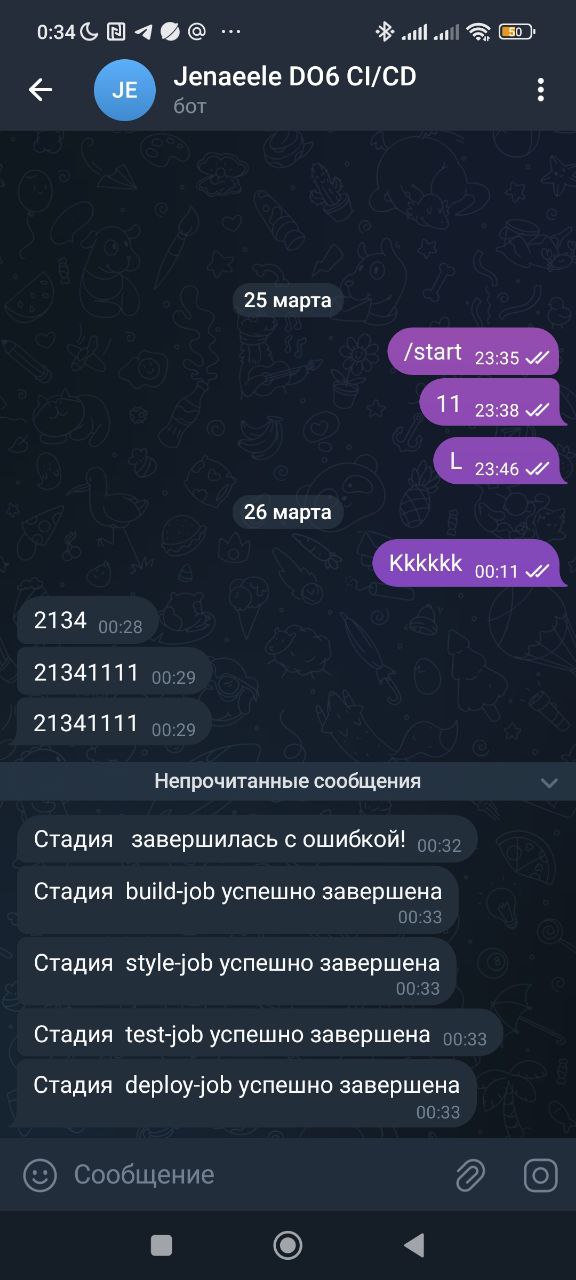 0:34
50
JE
Jenaeele DO6 CI/CD
бот
25 марта
/start 23:35
11 23:38
L 23:46
26 марта
Kkkkkk 00:11
2134 00:28
21341111 00:29
21341111 00:29
Непрочитанные сообщения
Стадия завершилась с ошибкой! 00:32
Стадия build-job успешно завершена
00:33
Стадия style-job успешно завершена
00:33
Стадия test-job успешно завершена 00:33
Стадия deploy-job успешно завершена
00:33
Сообщение